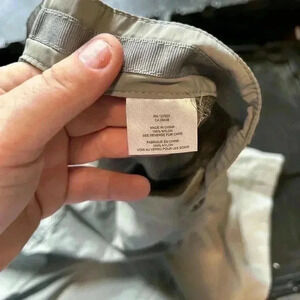 MADE IN CHINA
100% NYLON
SEE REVERSE FOR CARE
FABRIQUÉ EN CHINE
100% NYLON
VOIR AU VERSO POUR LES SOINS